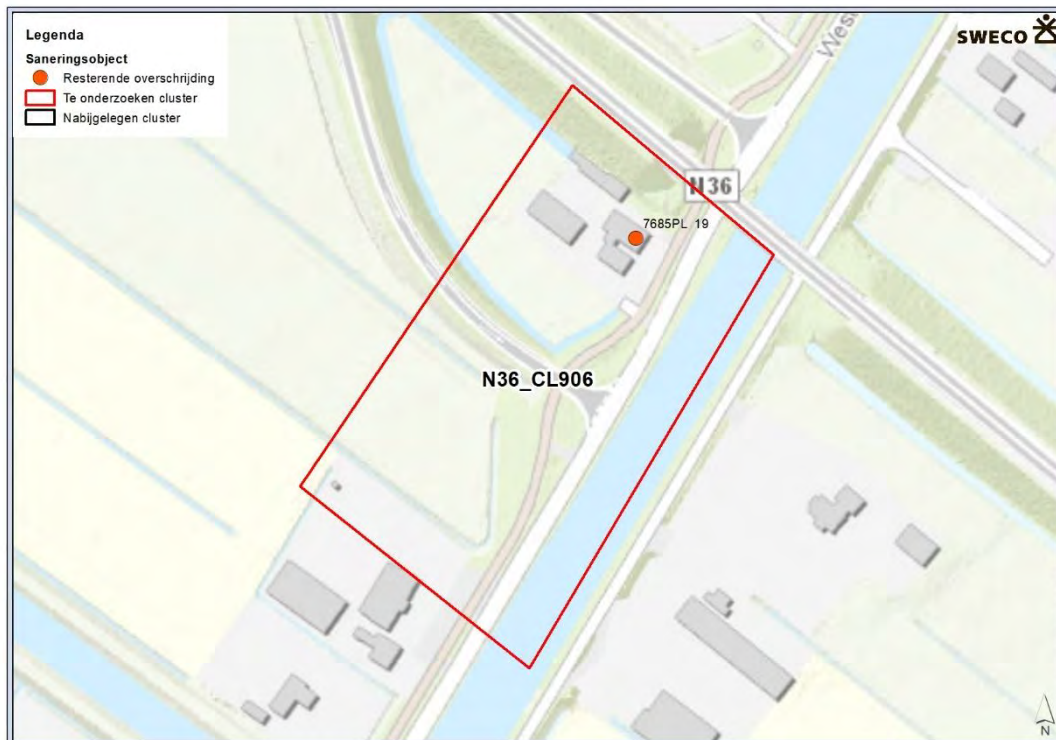 Legenda
Saneringsobject
Resterende overschrijding
Te onderzoeken cluster
Nabijgelegen cluster
SWECO
N36
7685PL 19
N36_CL906
N